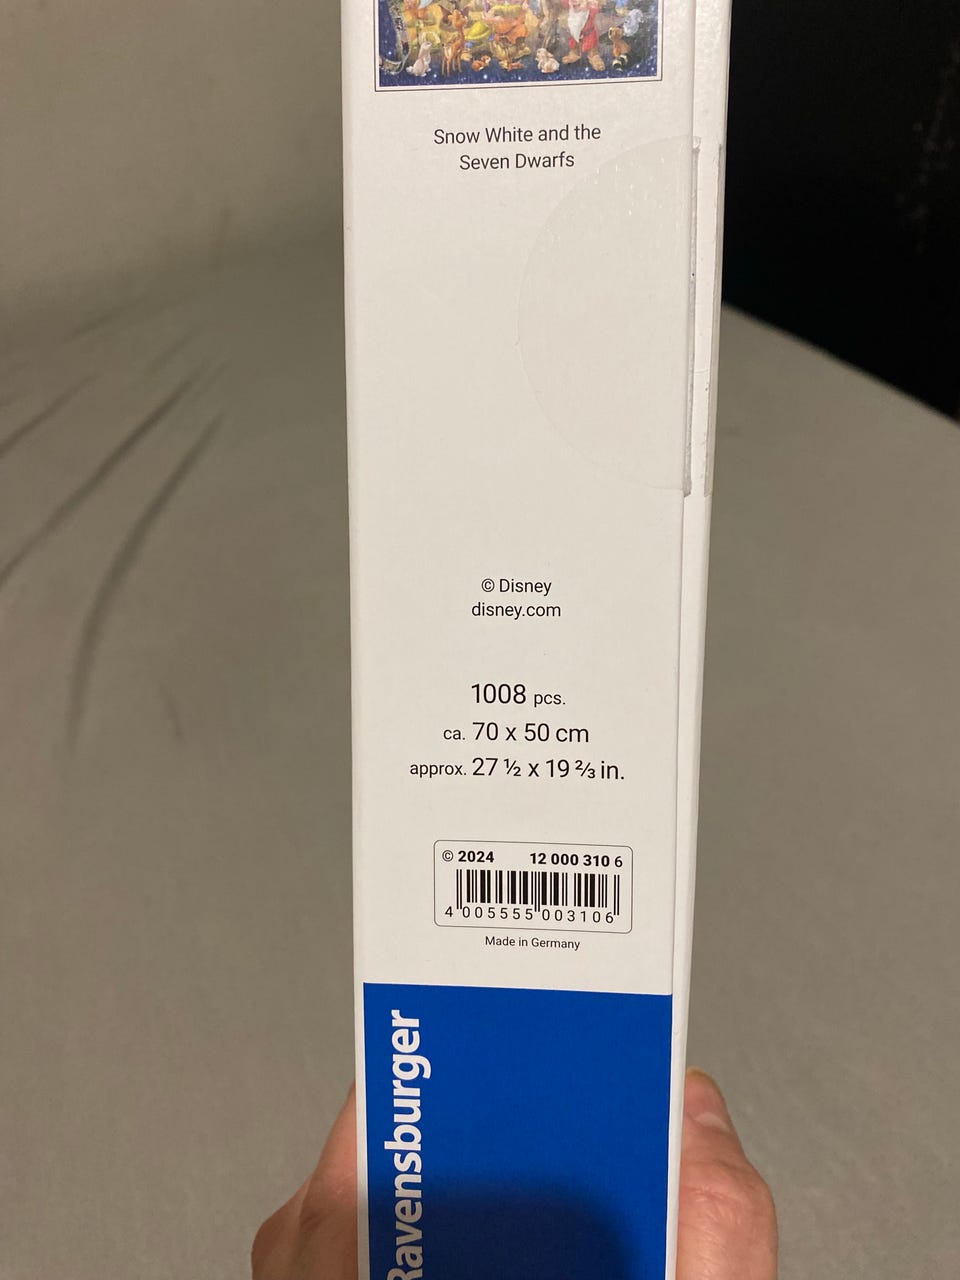 Snow White and the
Seven Dwarfs
© Disney
disney.com
1008 pcs.
ca. 70 x 50 cm
approx. 27 ½ x 19 ⅔ in.
© 2024 12 000 310 6
4 005555 003106
Made in Germany
Ravensburger